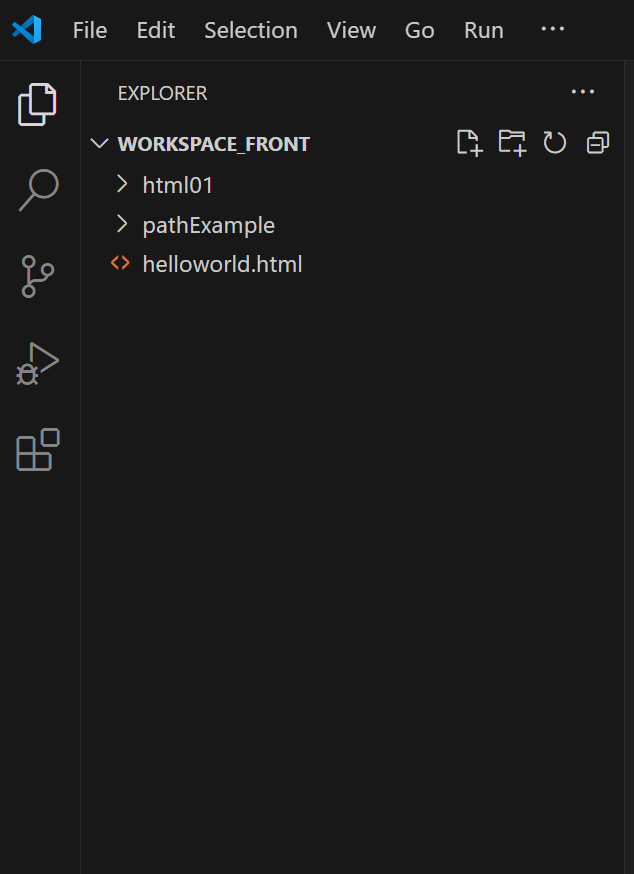 File Edit Selection View Go Run ...
EXPLORER ...
WORKSPACE_FRONT
html01
pathExample
helloworld.html